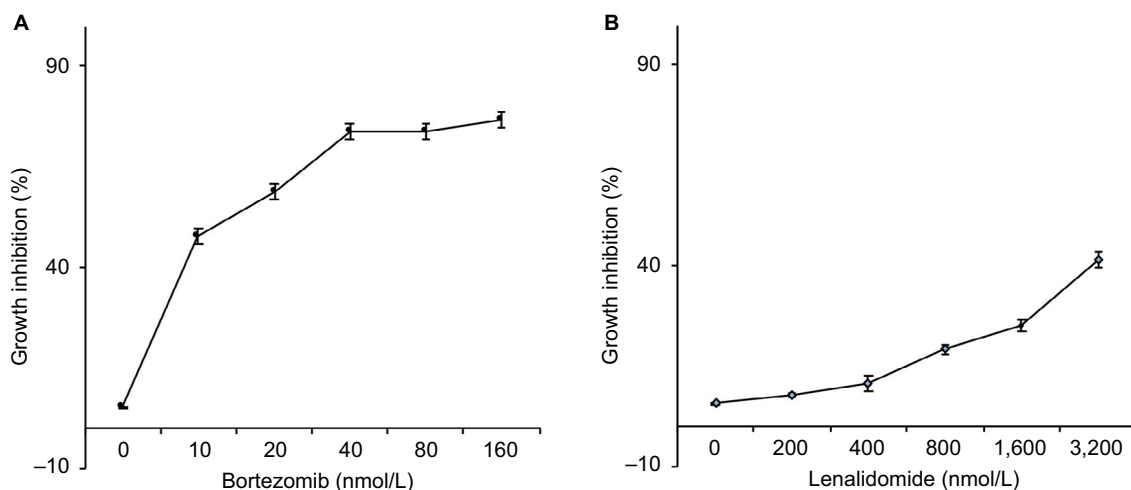 A
Growth inhibition (%)
90
40
–10
0 10 20 40 80 160
Bortezomib (nmol/L)
B
Growth inhibition (%)
90
40
–10
0 200 400 800 1,600 3,200
Lenalidomide (nmol/L)